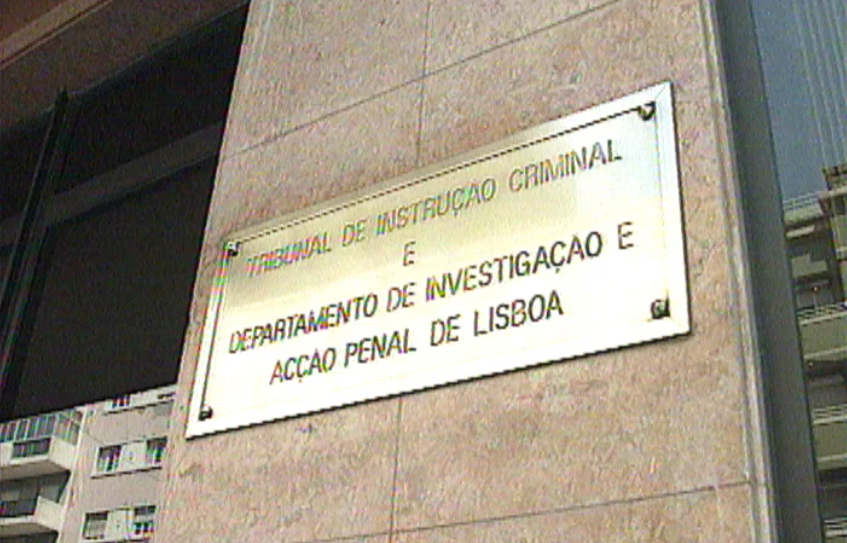 TRIBUNAL DE INSTRUÇÃO CRIMINAL
E
DEPARTAMENTO DE INVESTIGAÇÃO E
ACÇÃO PENAL DE LISBOA